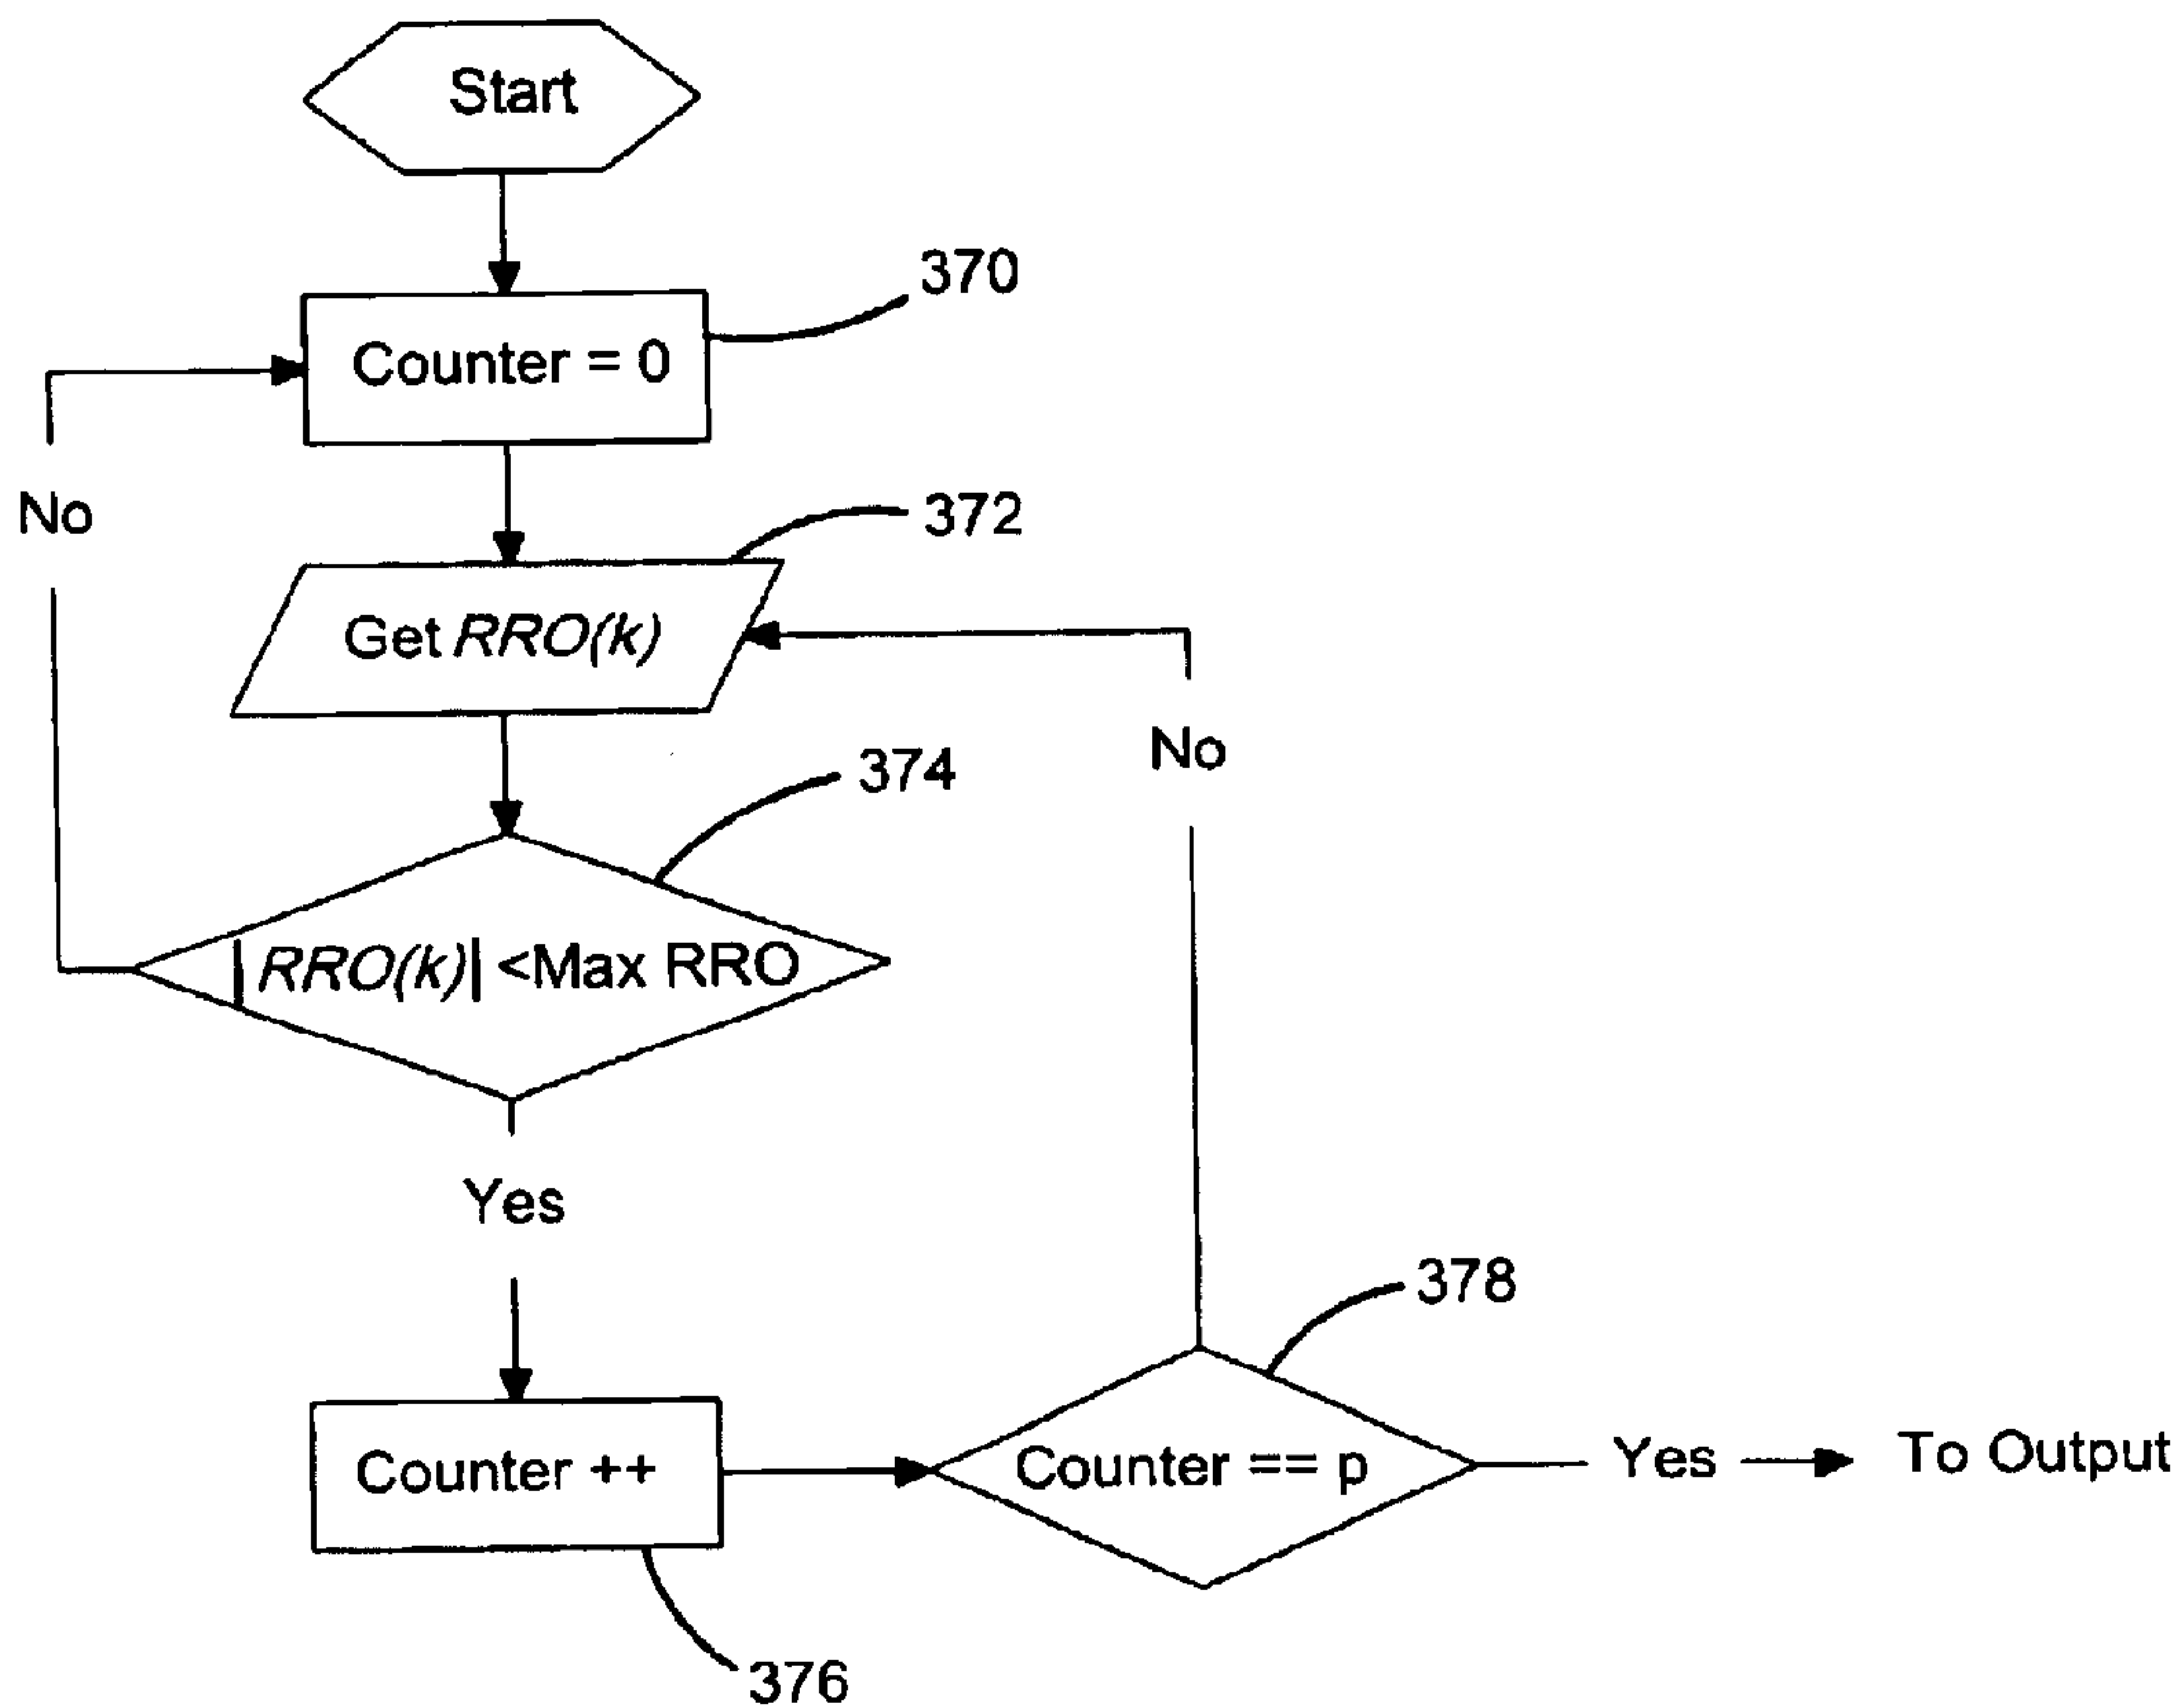 Start
370
Counter = 0
No
372
Get RRO(k)
No
374
|RRO(k)| <Max RRO
Yes
378
Counter ++
Counter == p
Yes
To Output
376